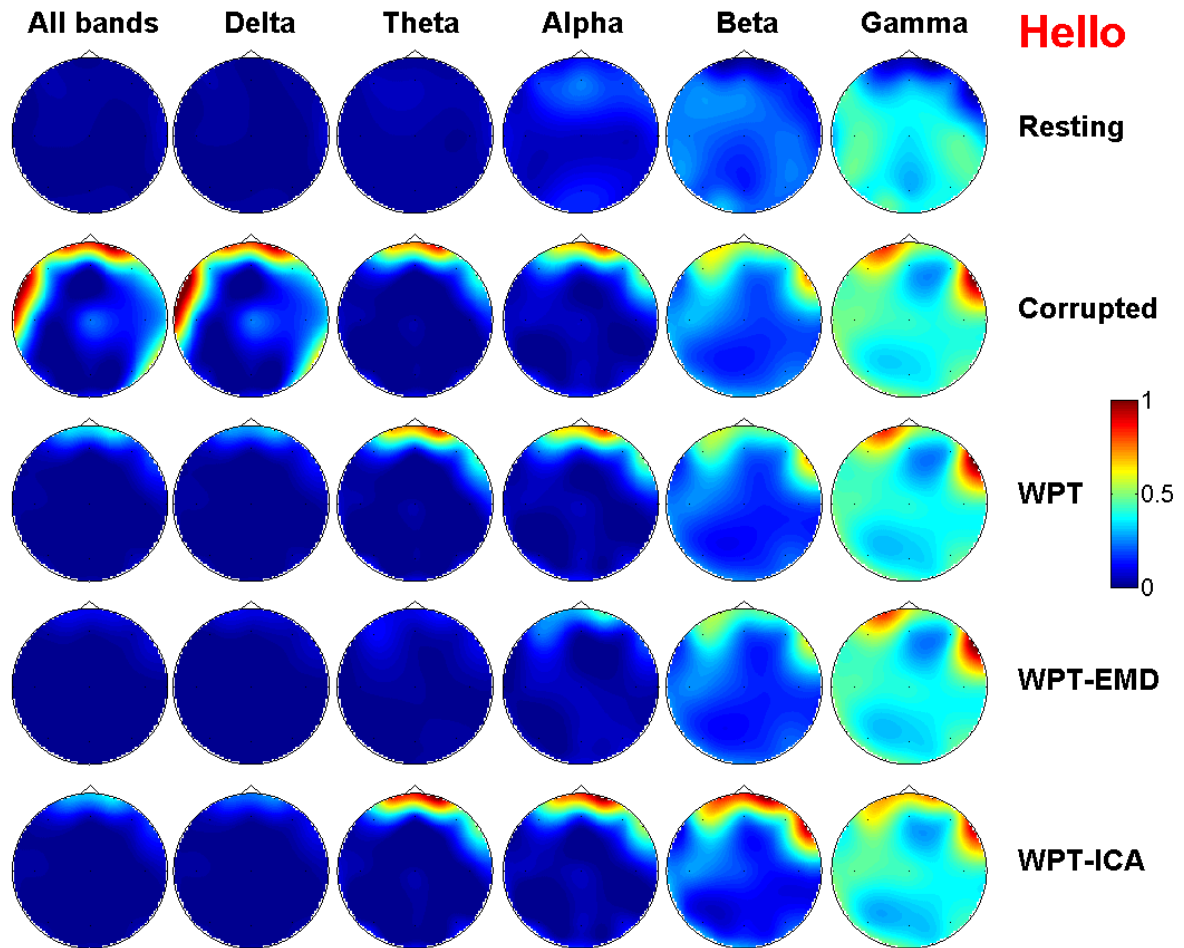 All bands Delta Theta Alpha Beta Gamma Hello
Resting
Corrupted
1
WPT
0.5
0
WPT-EMD
WPT-ICA